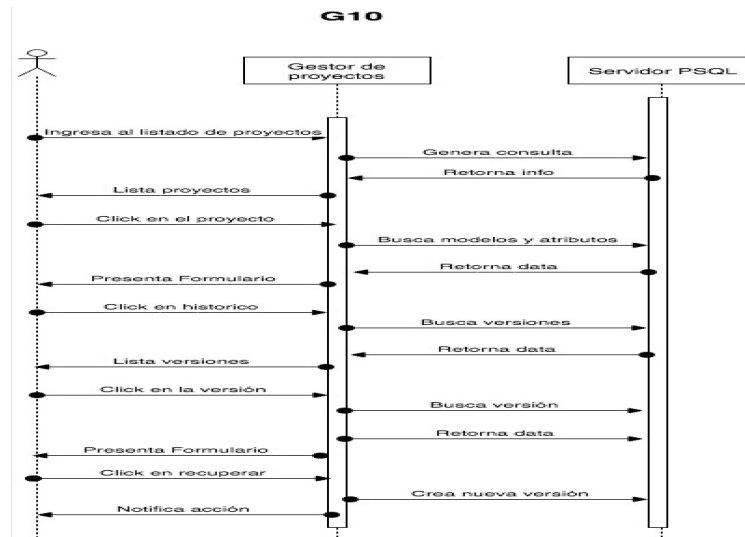 G10
Gestor de
proyectos
Servidor PSQL
Ingresa al listado de proyectos
Genera consulta
Retorna info
Lista proyectos
Click en el proyecto
Busca modelos y atributos
Retorna data
Presenta Formulario
Click en historico
Busca versiones
Retorna data
Lista versiones
Click en la versión
Busca versión
Retorna data
Presenta Formulario
Click en recuperar
Crea nueva versión
Notifica acción